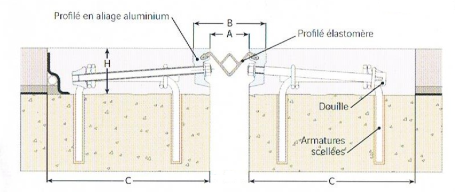 Profilé en aliage aluminium
B
A
Profilé élastomère
H
Douille
Armatures
scellées
C
C